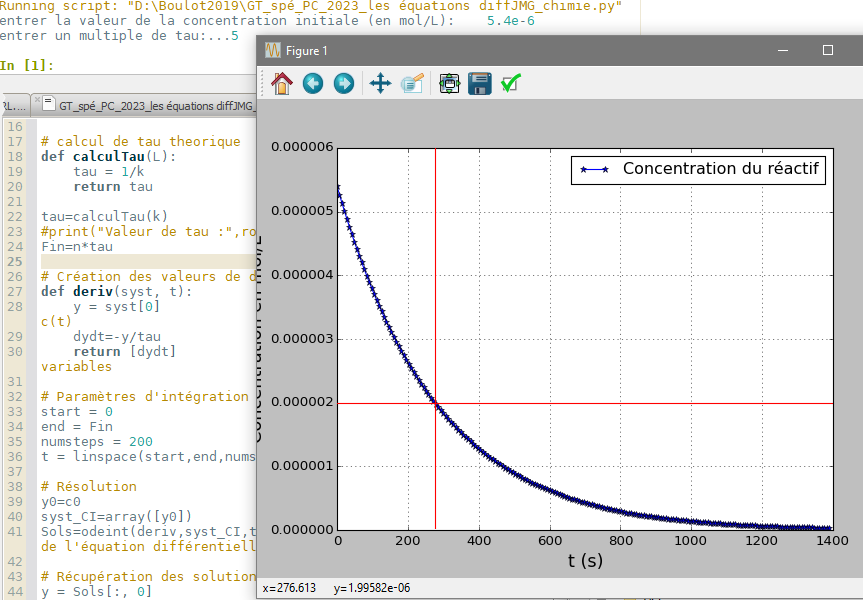 Running script: "D:\Boulot2019\GT_spé_PC_2023_les équations diffJMG_chimie.py"
entrer la valeur de la concentration initiale (en mol/L): 5.4e-6
entrer un multiple de tau:...5
In [1]:
GT_spé_PC_2023_les équations diffJMG_
16
17 # calcul de tau theorique
18 def calculTau(L):
19 tau = 1/k
20 return tau
21
22 tau=calculTau(k)
23 #print("Valeur de tau :",ro
24 Fin=n*tau
25
26 # Création des valeurs de d
27 def deriv(syst, t):
28 y = syst[0]
c(t)
29 dydt=-y/tau
30 return [dydt]
variables
31
32 # Paramètres d'intégration
33 start = 0
34 end = Fin
35 numsteps = 200
36 t = linspace(start,end,nums
37
38 # Résolution
39 y0=c0
40 syst_CI=array([y0])
41 Sols=odeint(deriv,syst_CI,t
de l'équation différentiell
42
43 # Récupération des solution
44 y = Sols[:, 0]
Figure 1
Concentration du réactif
0.000006
0.000005
0.000004
0.000003
0.000002
0.000001
0.000000
0 200 400 600 800 1000 1200 1400
t (s)
Concentration en mol/L
x=276.613 y=1.99582e-06